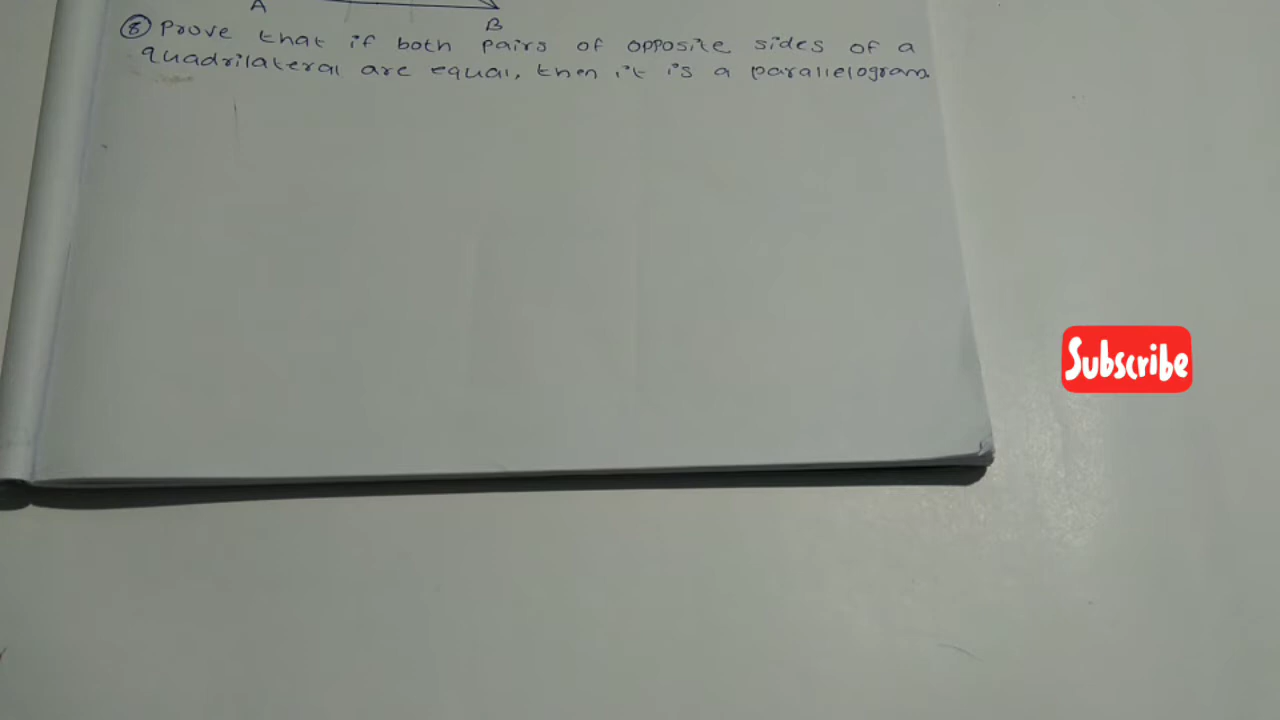 A
B
⑧ Prove that if both pairs of opposite sides of a
quadrilateral are equal, then it is a parallelogram.
Subscribe